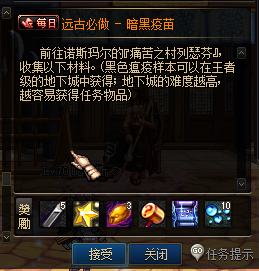 每日 远古必做 - 暗黑疫苗
前往诺斯玛尔的『痛苦之村列瑟芬』,
收集以下材料。(黑色瘟疫样本可以在王者
级的地下城中获得; 地下城的难度越高,
越容易获得任务物品)
奖励
5
3
10
接受
关闭
GO 任务提示